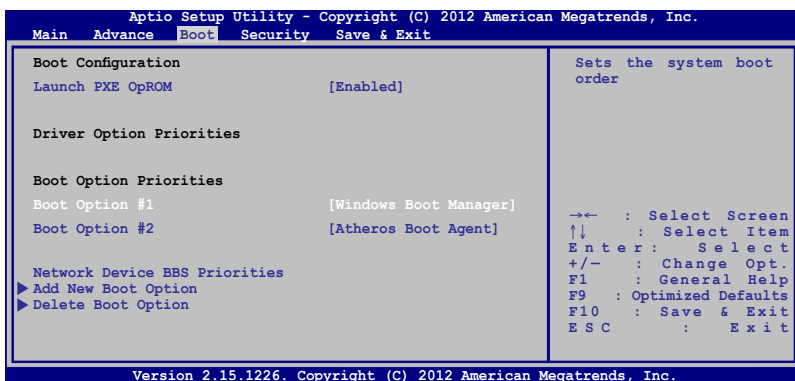 Aptio Setup Utility - Copyright (C) 2012 American Megatrends, Inc.
Main Advance Boot Security Save & Exit
Boot Configuration
Launch PXE OpROM [Enabled]
Driver Option Priorities
Boot Option Priorities
Boot Option #1 [Windows Boot Manager]
Boot Option #2 [Atheros Boot Agent]
Network Device BBS Priorities
Add New Boot Option
Delete Boot Option
Sets the system boot
order
→← : Select Screen
↑↓ : Select Item
Enter: Select
+/— : Change Opt.
F1 : General Help
F9 : Optimized Defaults
F10 : Save & Exit
ESC : Exit
Version 2.15.1226. Copyright (C) 2012 American Megatrends, Inc.